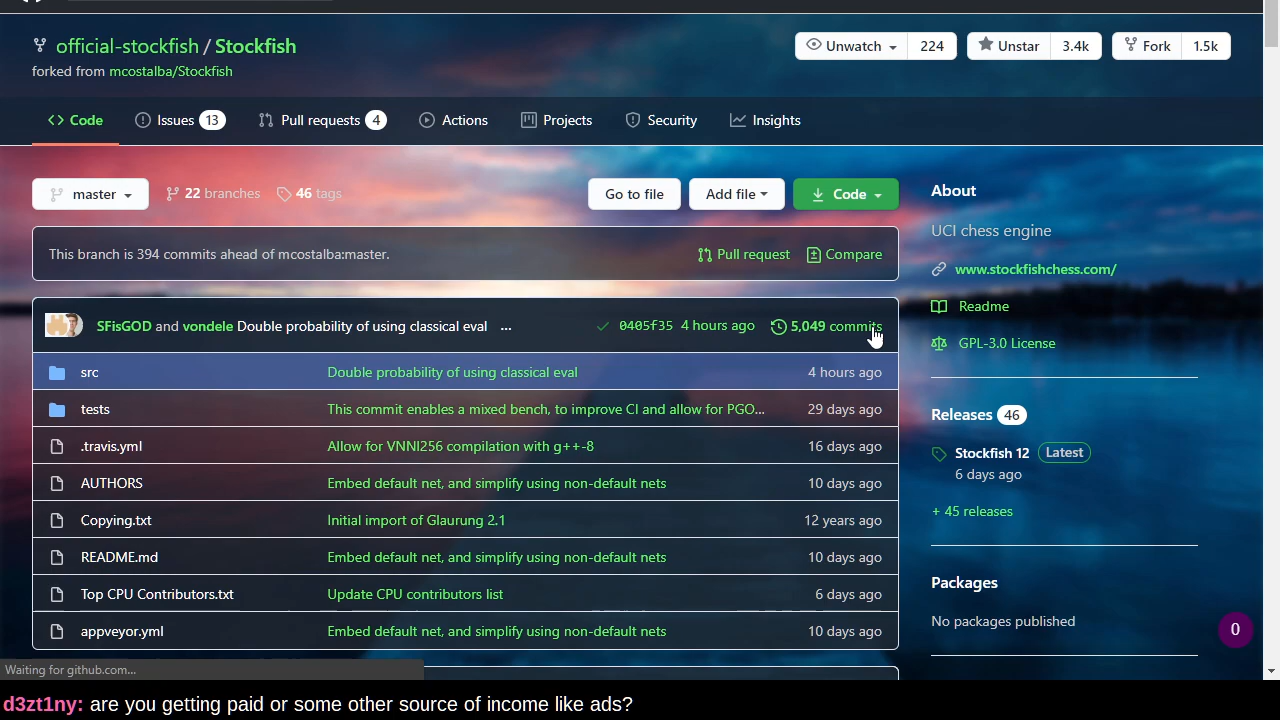 official-stockfish / Stockfish
Unwatch 224
Unstar 3.4k
Fork 1.5k
forked from mcostalba/Stockfish
Code
Issues 13
Pull requests 4
Actions
Projects
Security
Insights
master
22 branches
46 tags
Go to file
Add file
Code
This branch is 394 commits ahead of mcostalba:master.
Pull request
Compare
SFisGOD and vondele Double probability of using classical eval ...
0405f35 4 hours ago
5,049 commits
src Double probability of using classical eval 4 hours ago
tests This commit enables a mixed bench, to improve CI and allow for PGO... 29 days ago
.travis.yml Allow for VNNI256 compilation with g++-8 16 days ago
AUTHORS Embed default net, and simplify using non-default nets 10 days ago
Copying.txt Initial import of Glaurung 2.1 12 years ago
README.md Embed default net, and simplify using non-default nets 10 days ago
Top CPU Contributors.txt Update CPU contributors list 6 days ago
appveyor.yml Embed default net, and simplify using non-default nets 10 days ago
About
UCI chess engine
www.stockfishchess.com/
Readme
GPL-3.0 License
Releases 46
Stockfish 12 Latest
6 days ago
+ 45 releases
Packages
No packages published
0
Waiting for github.com...
d3zt1ny: are you getting paid or some other source of income like ads?